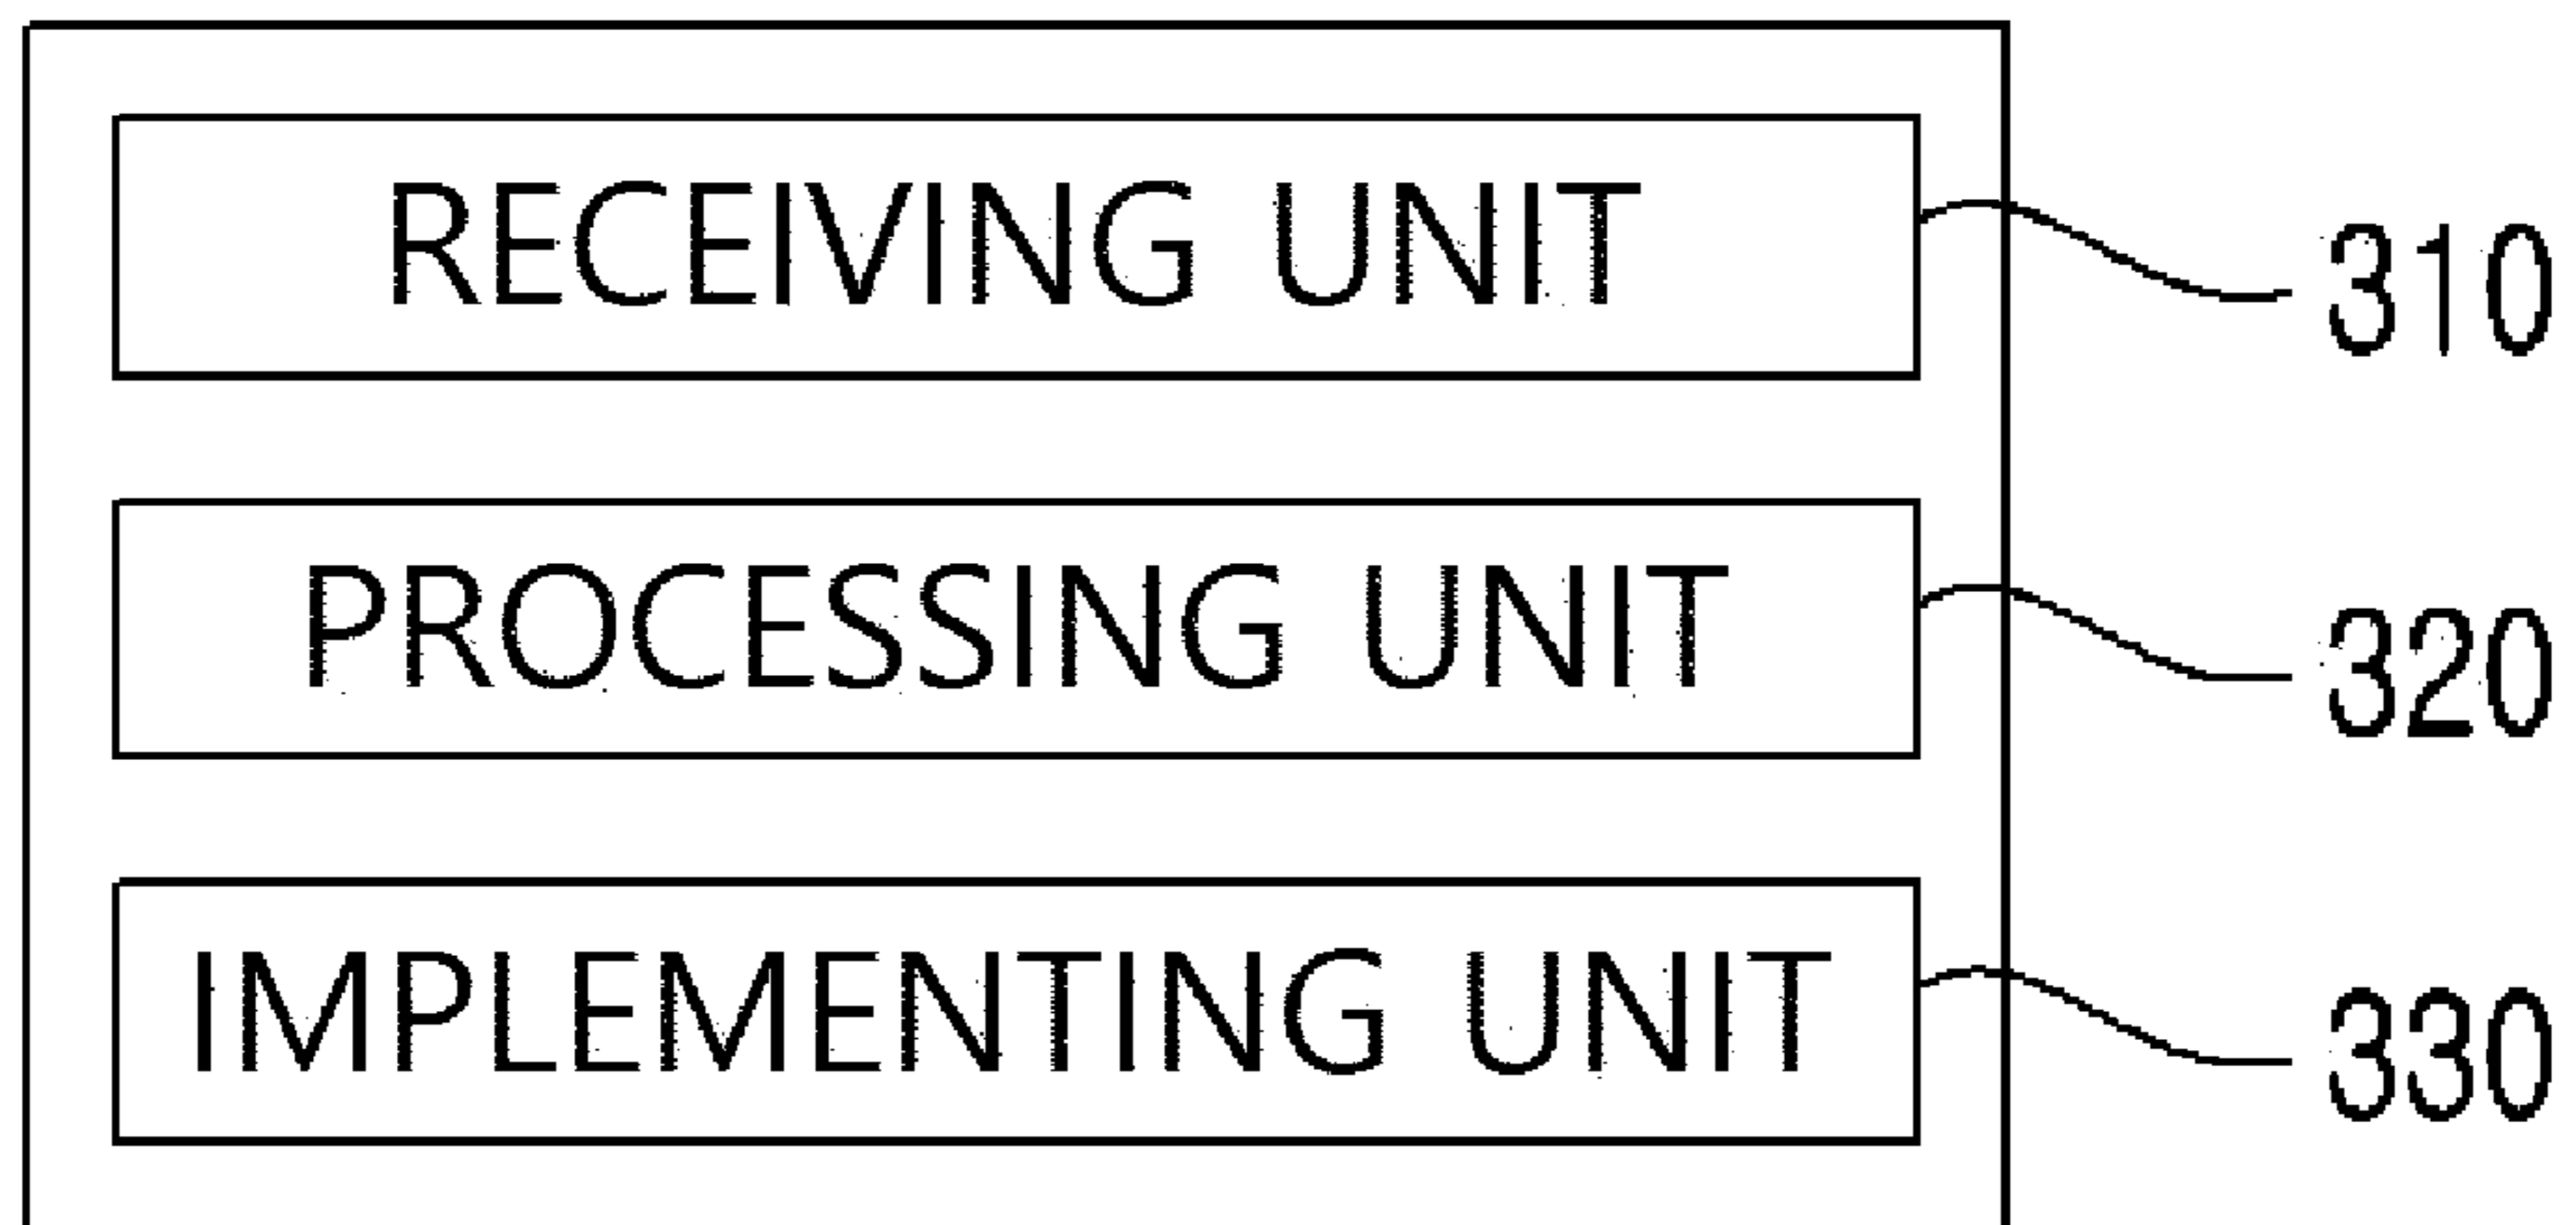 RECEIVING UNIT 310
PROCESSING UNIT 320
IMPLEMENTING UNIT 330